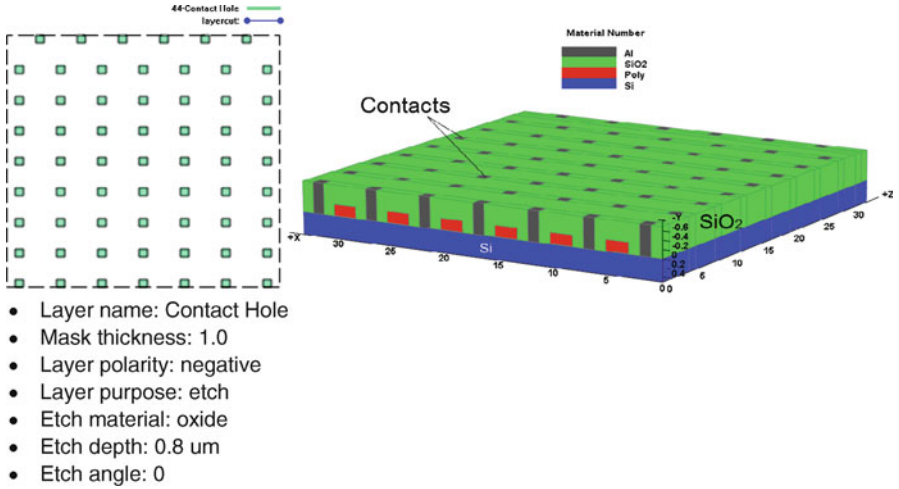 44-Contact Hole
layercut:
Material Number
Al
SiO2
Poly
Si
Contacts
SiO2
Si
+X
30
25
20
15
10
5
0
-Y
-0.6
-0.4
-0.2
0
0.2
0.4
0
5
10
15
20
25
30
+Z
• Layer name: Contact Hole
• Mask thickness: 1.0
• Layer polarity: negative
• Layer purpose: etch
• Etch material: oxide
• Etch depth: 0.8 um
• Etch angle: 0